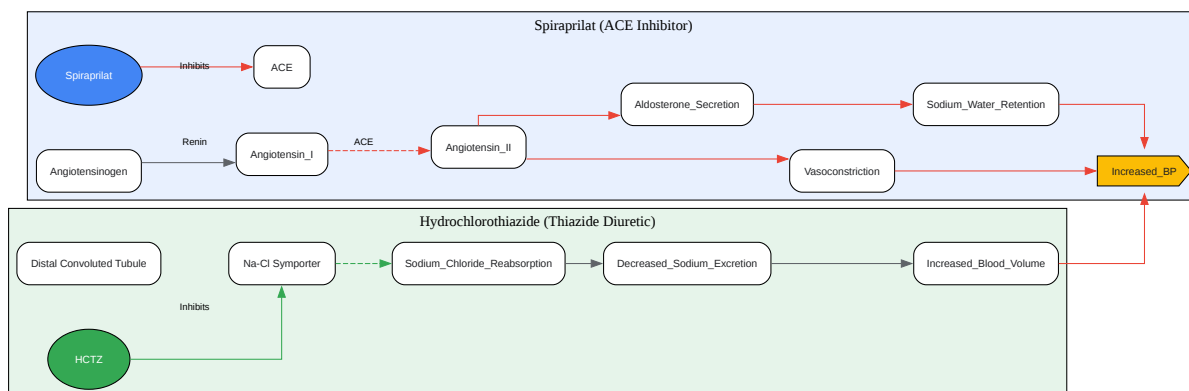 Spiraprilat (ACE Inhibitor)
Spiraprilat
Inhibits
ACE
Aldosterone_Secretion
Sodium_Water_Retention
Renin
ACE
Angiotensinogen
Angiotensin_I
Angiotensin_II
Vasoconstriction
Increased_BP
Hydrochlorothiazide (Thiazide Diuretic)
Distal Convoluted Tubule
Na-Cl Symporter
Sodium_Chloride_Reabsorption
Decreased_Sodium_Excretion
Increased_Blood_Volume
Inhibits
HCTZ